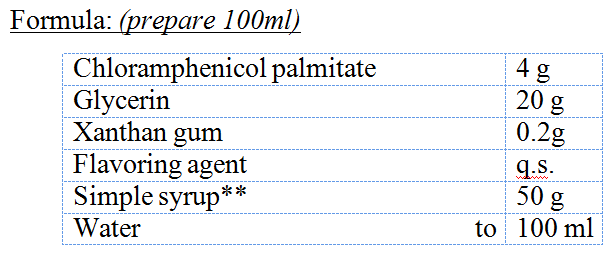 Formula: (prepare 100ml)
Chloramphenicol palmitate 4 g
Glycerin 20 g
Xanthan gum 0.2g
Flavoring agent q.s.
Simple syrup** 50 g
Water to 100 ml